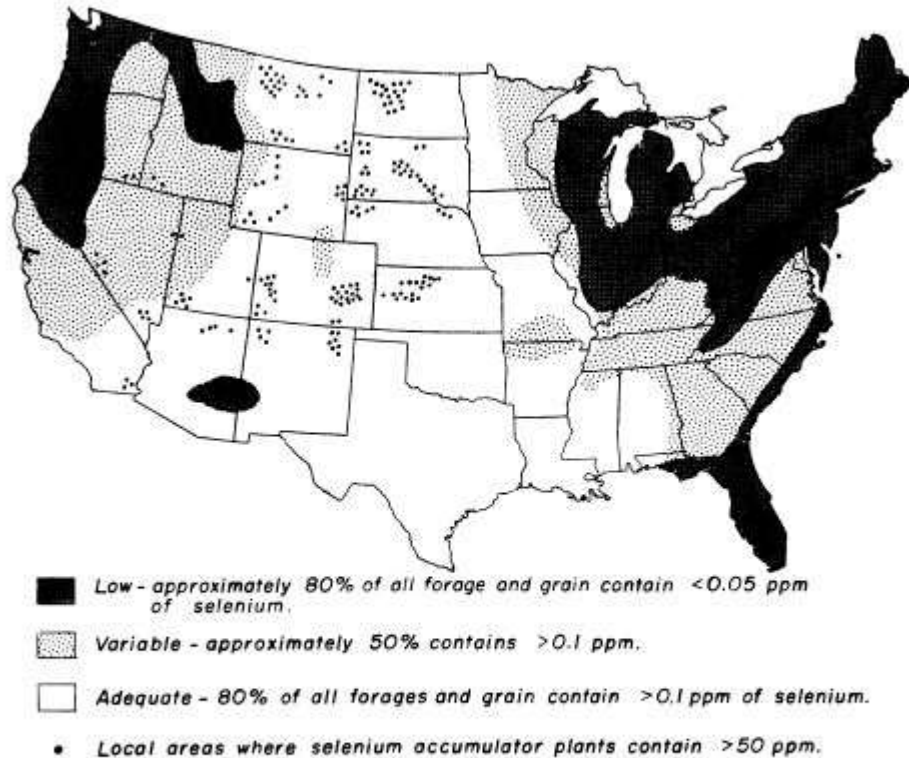 Low - approximately 80% of all forage and grain contain <0.05 ppm
of selenium.
Variable - approximately 50% contains >0.1 ppm.
Adequate - 80% of all forages and grain contain >0.1 ppm of selenium.
Local areas where selenium accumulator plants contain >50 ppm.